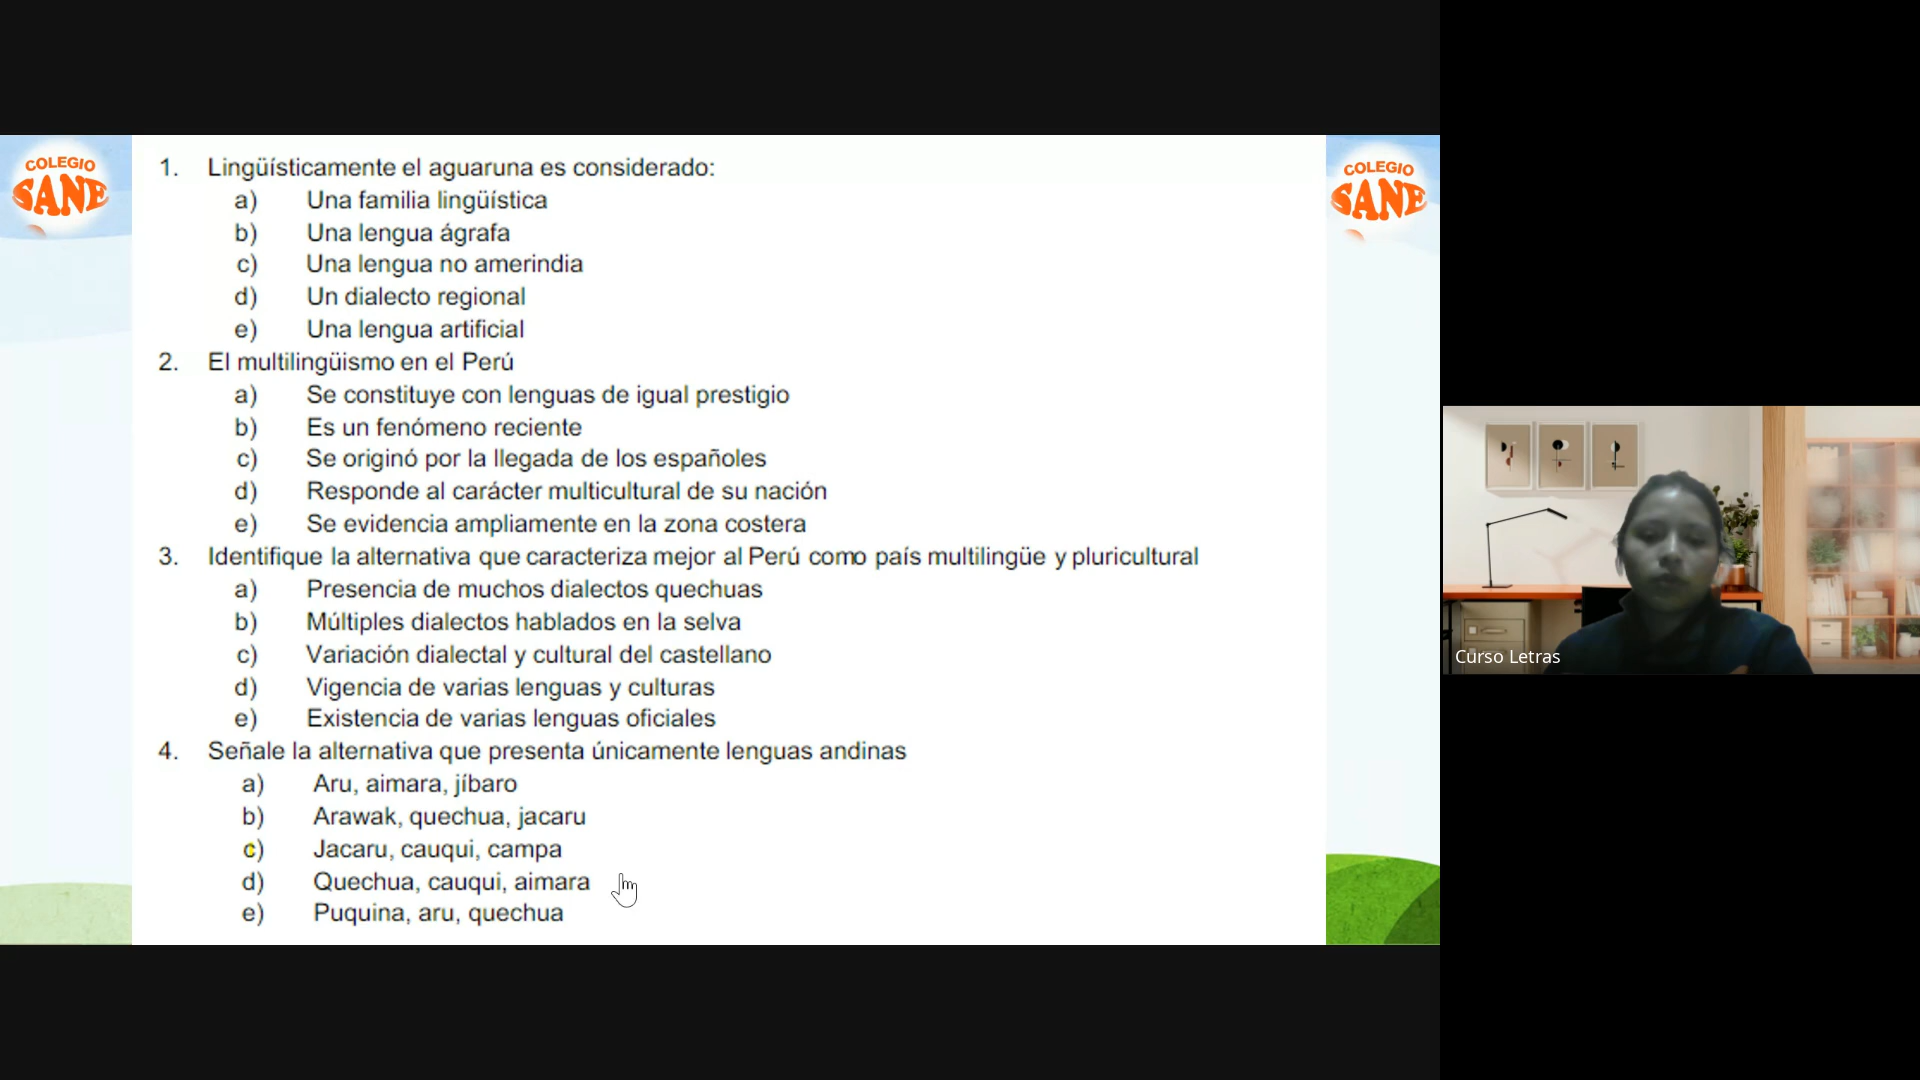 COLEGIO
SANE
COLEGIO
SANE
1. Lingüísticamente el aguaruna es considerado:
a) Una familia lingüística
b) Una lengua ágrafa
c) Una lengua no amerindia
d) Un dialecto regional
e) Una lengua artificial
2. El multilingüismo en el Perú
a) Se constituye con lenguas de igual prestigio
b) Es un fenómeno reciente
c) Se originó por la llegada de los españoles
d) Responde al carácter multicultural de su nación
e) Se evidencia ampliamente en la zona costera
3. Identifique la alternativa que caracteriza mejor al Perú como país multilingüe y pluricultural
a) Presencia de muchos dialectos quechuas
b) Múltiples dialectos hablados en la selva
c) Variación dialectal y cultural del castellano
d) Vigencia de varias lenguas y culturas
e) Existencia de varias lenguas oficiales
4. Señale la alternativa que presenta únicamente lenguas andinas
a) Aru, aimara, jíbaro
b) Arawak, quechua, jacaru
c) Jacaru, cauqui, campa
d) Quechua, cauqui, aimara
e) Puquina, aru, quechua
Curso Letras